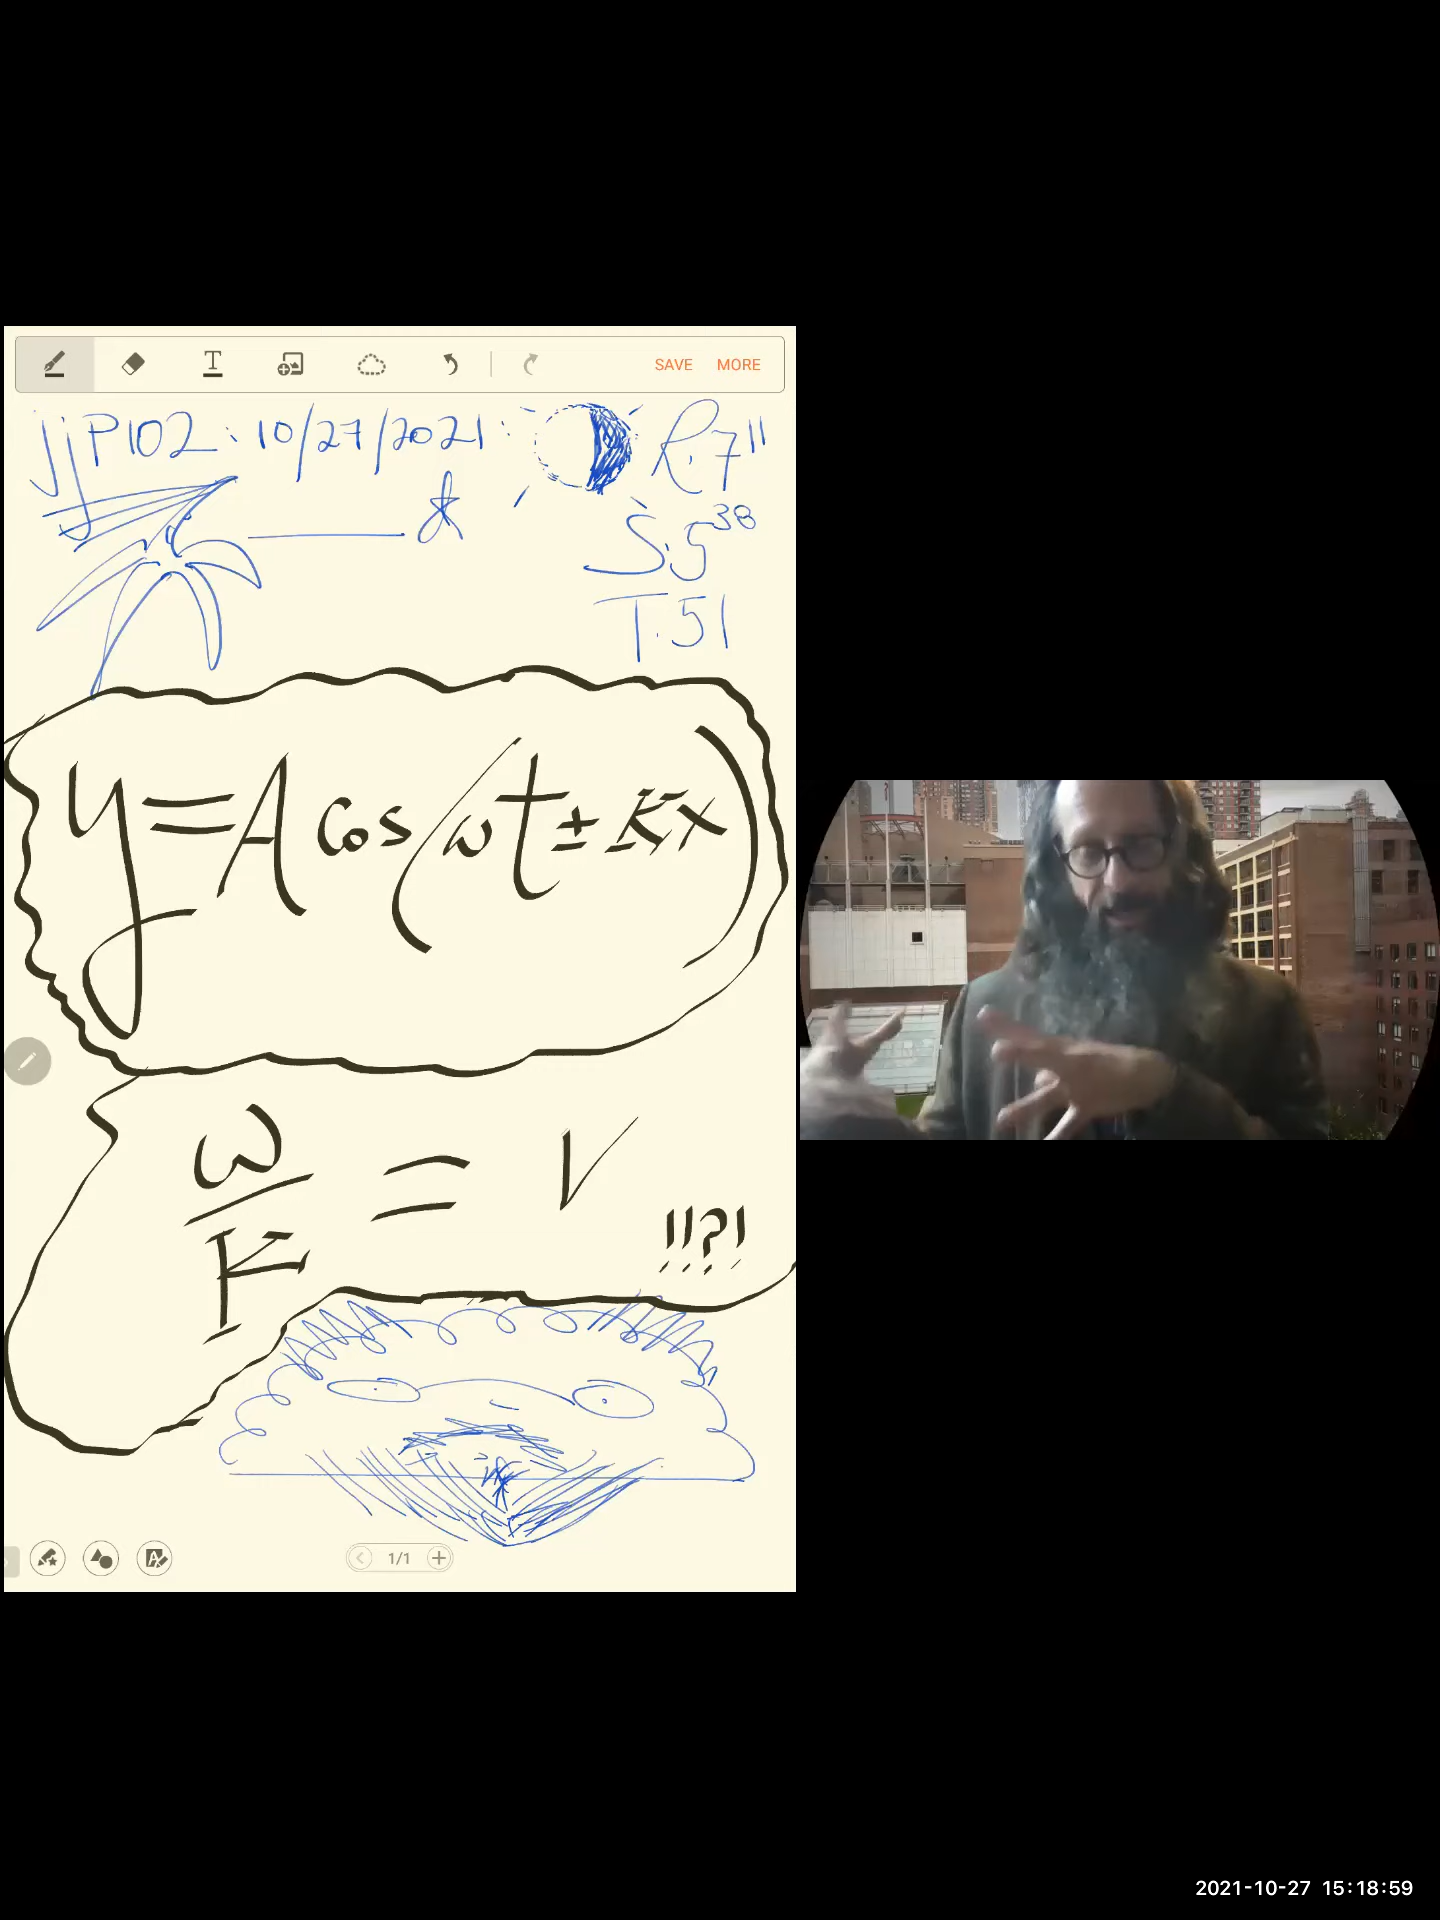 SAVE MORE
jjP102: 10/27/2021: R.7¹¹
S.5³⁸
T.51
y=A cos(ωt±kx)
ω/k = v
!!?!
1/1
2021-10-27 15:18:59